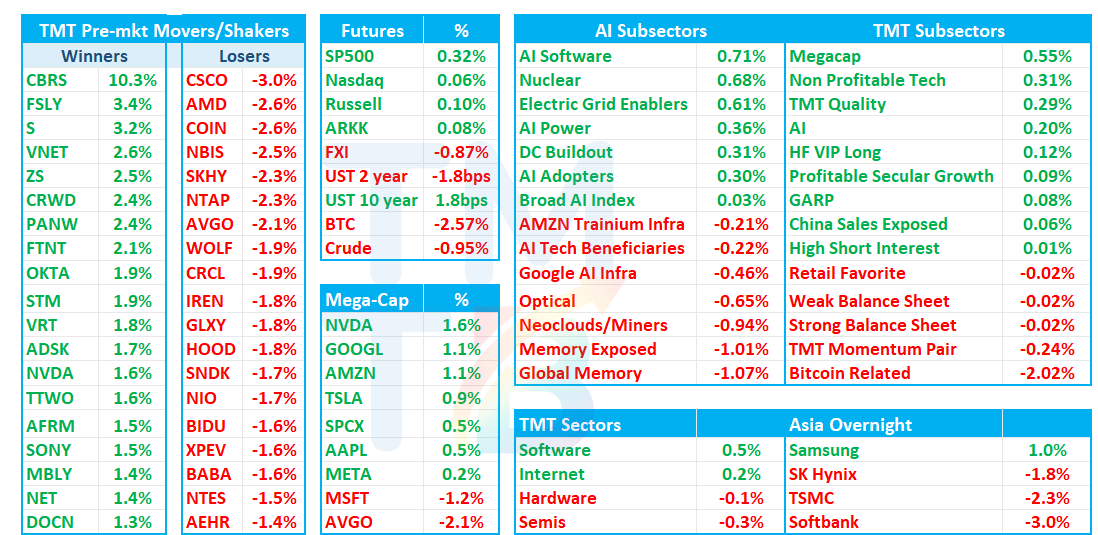 TMT Pre-mkt Movers/Shakers
Winners Losers
CBRS 10.3% CSCO -3.0%
FSLY 3.4% AMD -2.6%
S 3.2% COIN -2.6%
VNET 2.6% NBIS -2.5%
ZS 2.5% SKHY -2.3%
CRWD 2.4% NTAP -2.3%
PANW 2.4% AVGO -2.1%
FTNT 2.1% WOLF -1.9%
OKTA 1.9% CRCL -1.9%
STM 1.9% IREN -1.8%
VRT 1.8% GLXY -1.8%
ADSK 1.7% HOOD -1.8%
NVDA 1.6% SNDK -1.7%
TTWO 1.6% NIO -1.7%
AFRM 1.5% BIDU -1.6%
SONY 1.5% XPEV -1.6%
MBLY 1.4% BABA -1.6%
NET 1.4% NTES -1.5%
DOCN 1.3% AEHR -1.4%
Futures %
SP500 0.32%
Nasdaq 0.06%
Russell 0.10%
ARKK 0.08%
FXI -0.87%
UST 2 year -1.8bps
UST 10 year 1.8bps
BTC -2.57%
Crude -0.95%
Mega-Cap %
NVDA 1.6%
GOOGL 1.1%
AMZN 1.1%
TSLA 0.9%
SPCX 0.5%
AAPL 0.5%
META 0.2%
MSFT -1.2%
AVGO -2.1%
AI Subsectors TMT Subsectors
AI Software 0.71% Megacap 0.55%
Nuclear 0.68% Non Profitable Tech 0.31%
Electric Grid Enablers 0.61% TMT Quality 0.29%
AI Power 0.36% AI 0.20%
DC Buildout 0.31% HF VIP Long 0.12%
AI Adopters 0.30% Profitable Secular Growth 0.09%
Broad AI Index 0.03% GARP 0.08%
AMZN Trainium Infra -0.21% China Sales Exposed 0.06%
AI Tech Beneficiaries -0.22% High Short Interest 0.01%
Google AI Infra -0.46% Retail Favorite -0.02%
Optical -0.65% Weak Balance Sheet -0.02%
Neoclouds/Miners -0.94% Strong Balance Sheet -0.02%
Memory Exposed -1.01% TMT Momentum Pair -0.24%
Global Memory -1.07% Bitcoin Related -2.02%
TMT Sectors Asia Overnight
Software 0.5% Samsung 1.0%
Internet 0.2% SK Hynix -1.8%
Hardware -0.1% TSMC -2.3%
Semis -0.3% Softbank -3.0%
TM
TB